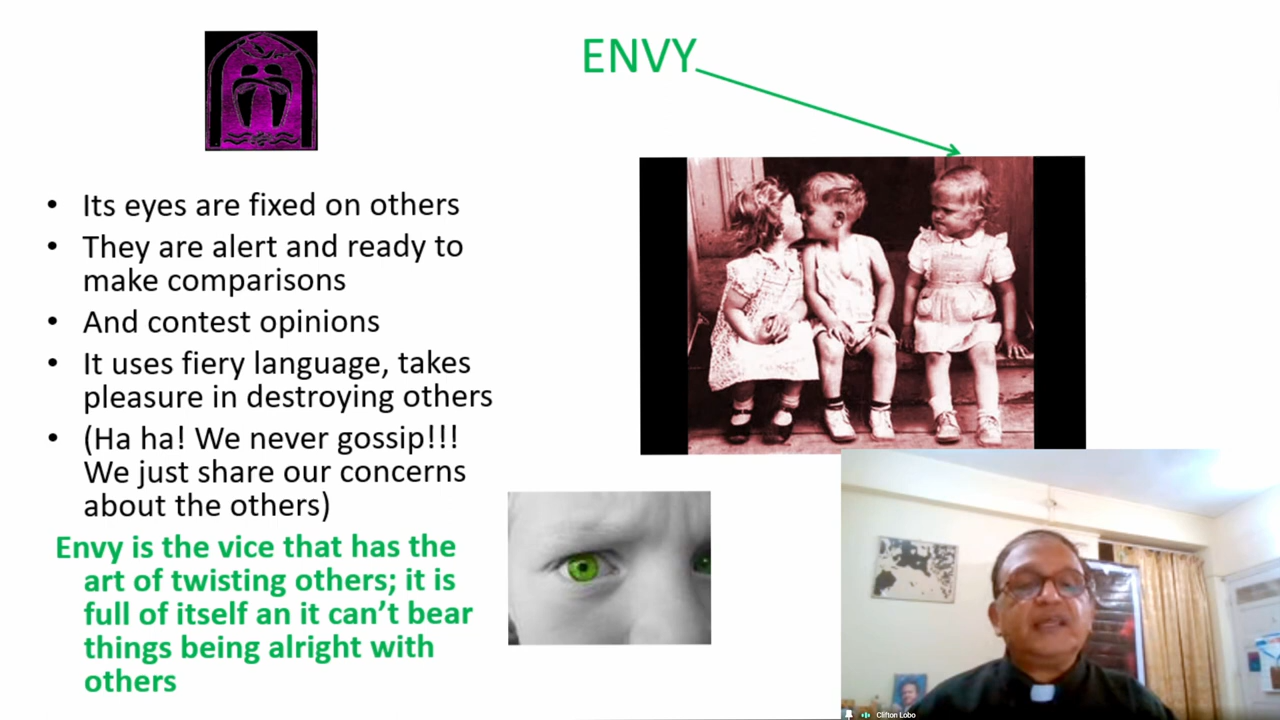 ENVY
Its eyes are fixed on others
They are alert and ready to
make comparisons
And contest opinions
It uses fiery language, takes
pleasure in destroying others
(Ha ha! We never gossip!!!
We just share our concerns
about the others)
Envy is the vice that has the
art of twisting others; it is
full of itself an it can’t bear
things being alright with
others
Clifton Lobo